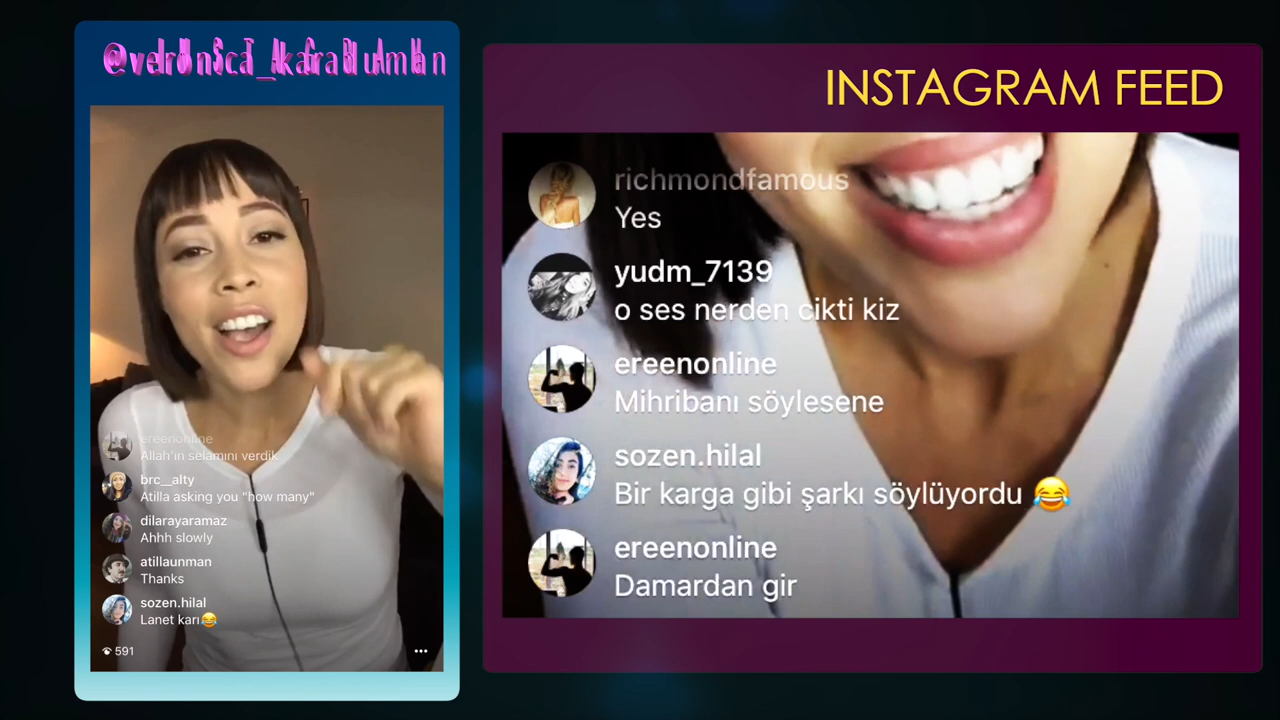 INSTAGRAM FEED
ereenonline
Allah'ın selamını verdik
brc__alty
Atilla asking you "how many"
dilarayaramaz
Ahhh slowly
atillaunman
Thanks
sozen.hilal
Lanet karı😂
591
richmondfamous
Yes
yudm_7139
o ses nerden cikti kiz
ereenonline
Mihribanı söylesene
sozen.hilal
Bir karga gibi şarkı söylüyordu 😂
ereenonline
Damardan gir